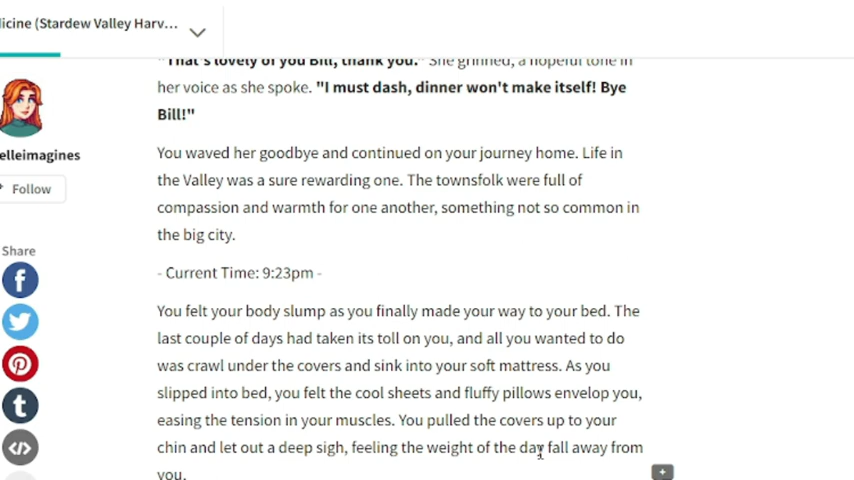 dicine (Stardew Valley Harv...
"That's lovely of you Bill, thank you." She grinned, a hopeful tone in
her voice as she spoke. "I must dash, dinner won't make itself! Bye
Bill!"
elleimagines
You waved her goodbye and continued on your journey home. Life in
the Valley was a sure rewarding one. The townsfolk were full of
compassion and warmth for one another, something not so common in
the big city.
Follow
Share
- Current Time: 9:23pm -
You felt your body slump as you finally made your way to your bed. The
last couple of days had taken its toll on you, and all you wanted to do
was crawl under the covers and sink into your soft mattress. As you
slipped into bed, you felt the cool sheets and fluffy pillows envelop you,
easing the tension in your muscles. You pulled the covers up to your
chin and let out a deep sigh, feeling the weight of the day fall away from
you.